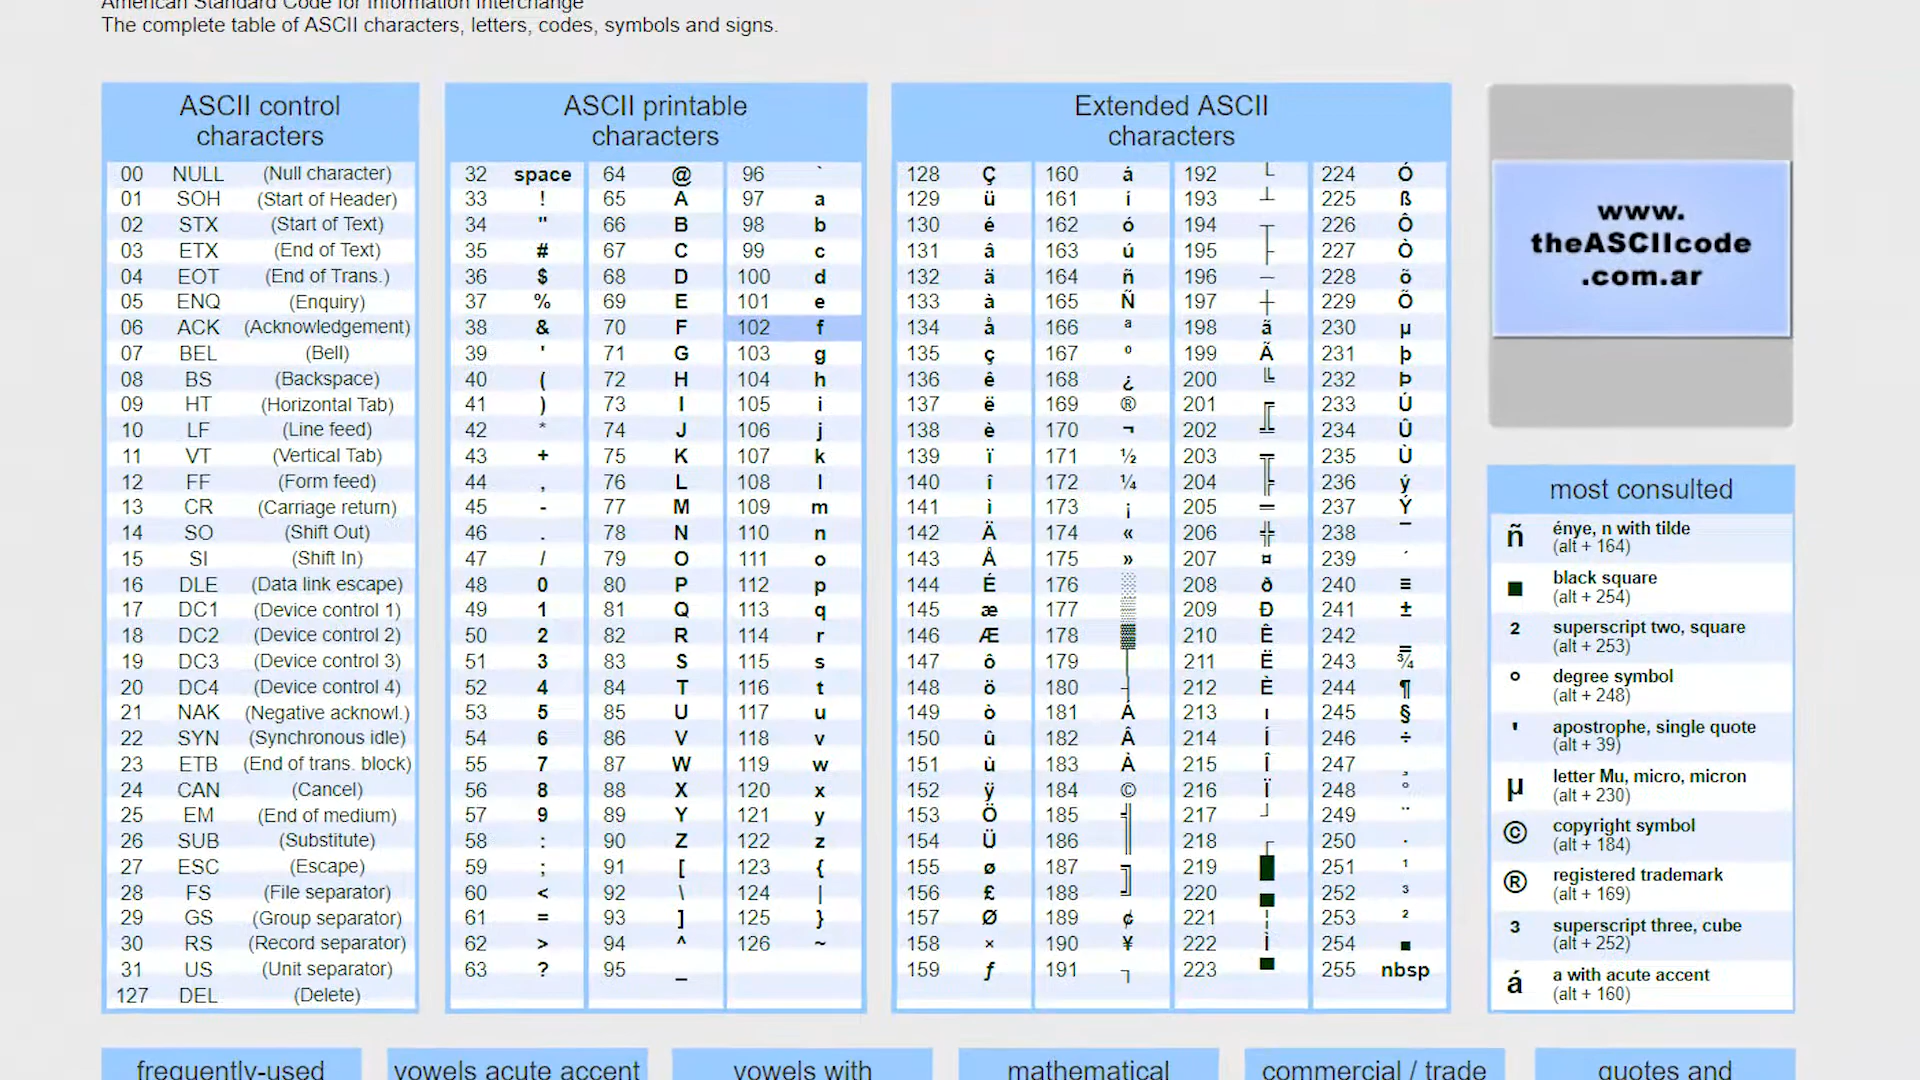 American Standard Code for Information Interchange
The complete table of ASCII characters, letters, codes, symbols and signs.
ASCII control
characters
00 NULL (Null character)
01 SOH (Start of Header)
02 STX (Start of Text)
03 ETX (End of Text)
04 EOT (End of Trans.)
05 ENQ (Enquiry)
06 ACK (Acknowledgement)
07 BEL (Bell)
08 BS (Backspace)
09 HT (Horizontal Tab)
10 LF (Line feed)
11 VT (Vertical Tab)
12 FF (Form feed)
13 CR (Carriage return)
14 SO (Shift Out)
15 SI (Shift In)
16 DLE (Data link escape)
17 DC1 (Device control 1)
18 DC2 (Device control 2)
19 DC3 (Device control 3)
20 DC4 (Device control 4)
21 NAK (Negative acknowl.)
22 SYN (Synchronous idle)
23 ETB (End of trans. block)
24 CAN (Cancel)
25 EM (End of medium)
26 SUB (Substitute)
27 ESC (Escape)
28 FS (File separator)
29 GS (Group separator)
30 RS (Record separator)
31 US (Unit separator)
127 DEL (Delete)
ASCII printable
characters
32 space 64 @ 96 `
33 ! 65 A 97 a
34 " 66 B 98 b
35 # 67 C 99 c
36 $ 68 D 100 d
37 % 69 E 101 e
38 & 70 F 102 f
39 ' 71 G 103 g
40 ( 72 H 104 h
41 ) 73 I 105 i
42 * 74 J 106 j
43 + 75 K 107 k
44 , 76 L 108 l
45 - 77 M 109 m
46 . 78 N 110 n
47 / 79 O 111 o
48 0 80 P 112 p
49 1 81 Q 113 q
50 2 82 R 114 r
51 3 83 S 115 s
52 4 84 T 116 t
53 5 85 U 117 u
54 6 86 V 118 v
55 7 87 W 119 w
56 8 88 X 120 x
57 9 89 Y 121 y
58 : 90 Z 122 z
59 ; 91 [ 123 {
60 < 92 \ 124 |
61 = 93 ] 125 }
62 > 94 ^ 126 ~
63 ? 95 _
Extended ASCII
characters
128 Ç 160 á 192 └ 224 Ó
129 ü 161 í 193 ┴ 225 ß
130 é 162 ó 194 ┬ 226 Ô
131 â 163 ú 195 ├ 227 Ò
132 ä 164 ñ 196 ─ 228 õ
133 à 165 Ñ 197 ┼ 229 Õ
134 å 166 ª 198 ã 230 µ
135 ç 167 º 199 Ã 231 þ
136 ê 168 ¿ 200 ╚ 232 Þ
137 ë 169 ® 201 ╔ 233 Ú
138 è 170 ¬ 202 ╩ 234 Û
139 ï 171 ½ 203 ╦ 235 Ù
140 î 172 ¼ 204 ╠ 236 ý
141 ì 173 ¡ 205 ═ 237 Ý
142 Ä 174 « 206 ╬ 238 ¯
143 Å 175 » 207 ¤ 239 ´
144 É 176 ░ 208 ð 240 ≡
145 æ 177 ▒ 209 Ð 241 ±
146 Æ 178 ▓ 210 Ê 242 ‗
147 ô 179 │ 211 Ë 243 ¾
148 ö 180 ┤ 212 È 244 ¶
149 ò 181 Á 213 ı 245 §
150 û 182 Â 214 Í 246 ÷
151 ù 183 À 215 Î 247 ¸
152 ÿ 184 © 216 Ï 248 °
153 Ö 185 ╣ 217 ┘ 249 ¨
154 Ü 186 ║ 218 ┌ 250 ·
155 ø 187 ╗ 219 █ 251 ¹
156 £ 188 ╝ 220 ▄ 252 ³
157 Ø 189 ¢ 221 ¦ 253 ²
158 × 190 ¥ 222 Ì 254 ■
159 ƒ 191 ┐ 223 ▀ 255 nbsp
www.
theASCIIcode
.com.ar
most consulted
ñ énye, n with tilde
(alt + 164)
■ black square
(alt + 254)
² superscript two, square
(alt + 253)
° degree symbol
(alt + 248)
' apostrophe, single quote
(alt + 39)
µ letter Mu, micro, micron
(alt + 230)
© copyright symbol
(alt + 184)
® registered trademark
(alt + 169)
³ superscript three, cube
(alt + 252)
á a with acute accent
(alt + 160)
frequently-used
vowels acute accent
vowels with
mathematical
commercial / trade
quotes and